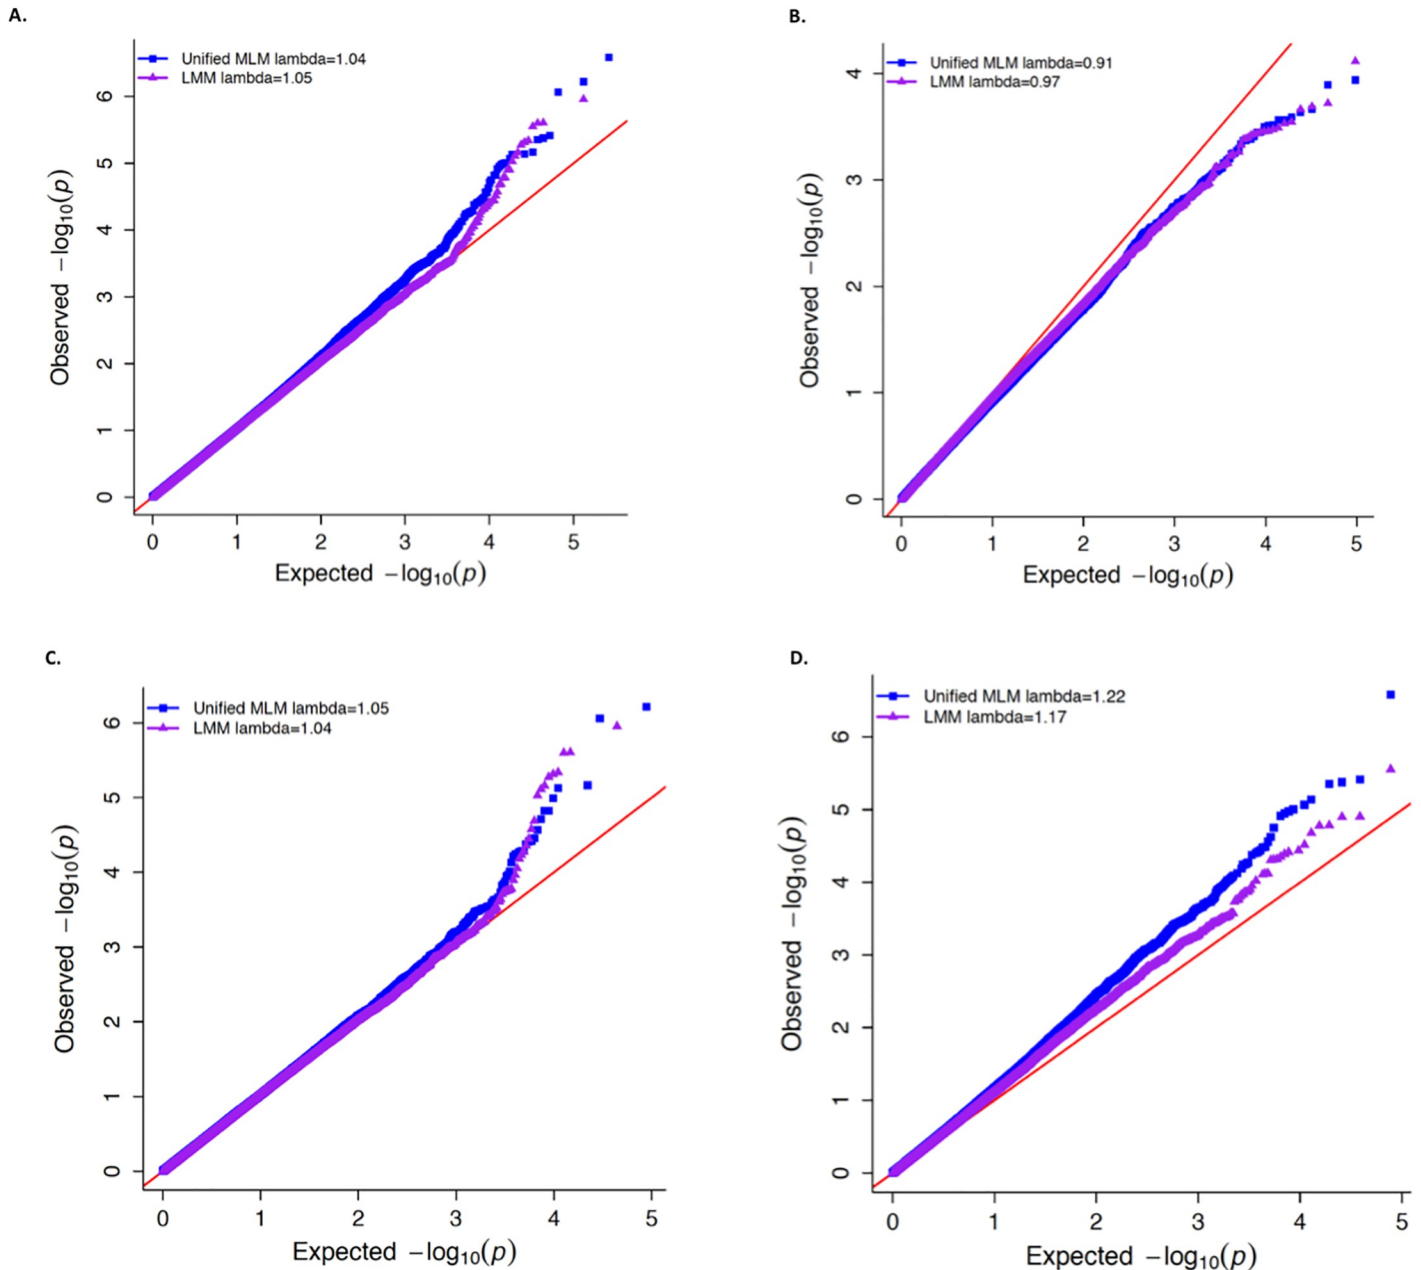 A.
Unified MLM lambda=1.04
LMM lambda=1.05
Observed −log10(p)
6
5
4
3
2
1
0
0 1 2 3 4 5
Expected −log10(p)
B.
Unified MLM lambda=0.91
LMM lambda=0.97
Observed −log10(p)
4
3
2
1
0
0 1 2 3 4 5
Expected −log10(p)
C.
Unified MLM lambda=1.05
LMM lambda=1.04
Observed −log10(p)
6
5
4
3
2
1
0
0 1 2 3 4 5
Expected −log10(p)
D.
Unified MLM lambda=1.22
LMM lambda=1.17
Observed −log10(p)
6
5
4
3
2
1
0
0 1 2 3 4 5
Expected −log10(p)